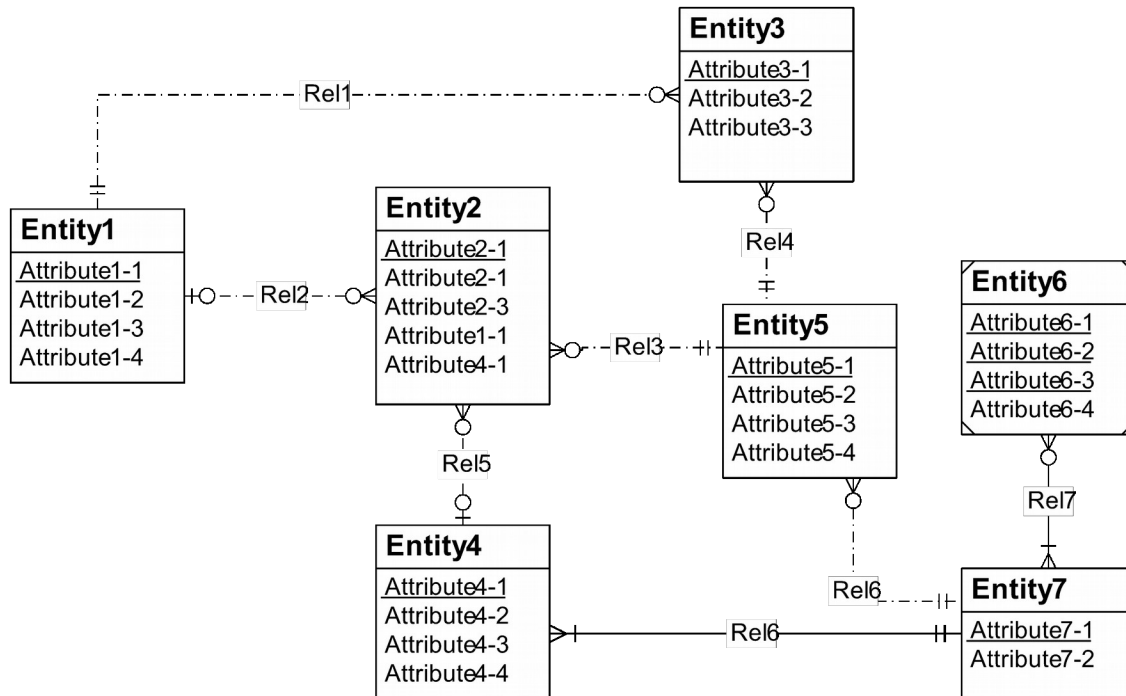 Entity3
Attribute3-1
Attribute3-2
Attribute3-3
Rel1
Entity1
Attribute1-1
Attribute1-2
Attribute1-3
Attribute1-4
Rel2
Entity2
Attribute2-1
Attribute2-1
Attribute2-3
Attribute1-1
Attribute4-1
Rel4
Rel3
Entity5
Attribute5-1
Attribute5-2
Attribute5-3
Attribute5-4
Entity6
Attribute6-1
Attribute6-2
Attribute6-3
Attribute6-4
Rel5
Rel7
Entity4
Attribute4-1
Attribute4-2
Attribute4-3
Attribute4-4
Rel6
Rel6
Entity7
Attribute7-1
Attribute7-2